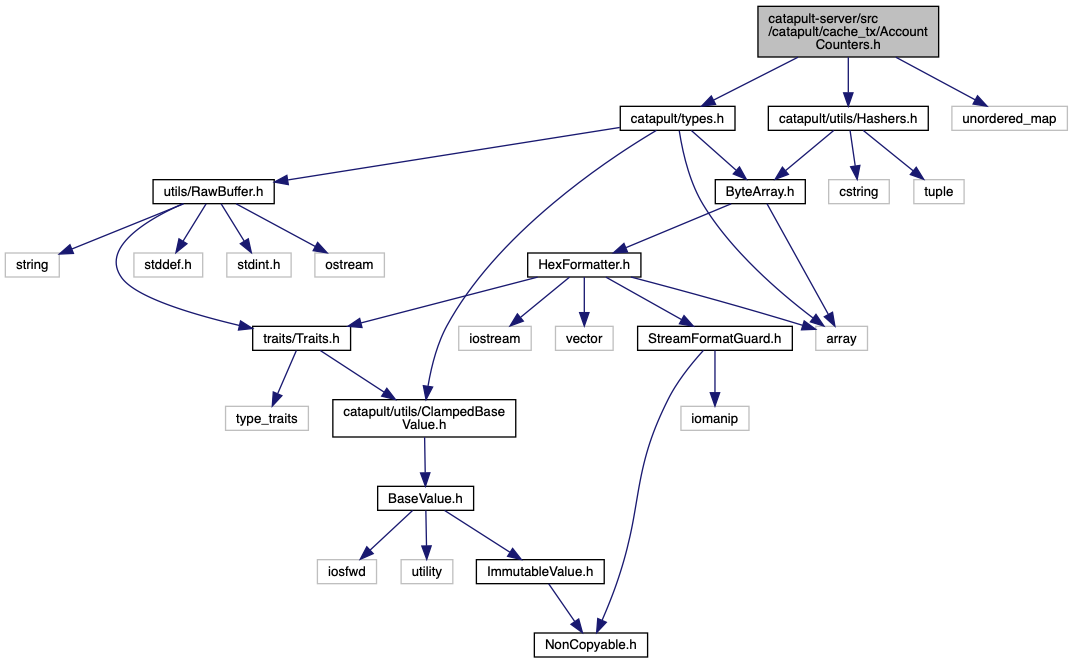 catapult-server/src
/catapult/cache_tx/Account
Counters.h
catapult/types.h
catapult/utils/Hashers.h
unordered_map
utils/RawBuffer.h
ByteArray.h
cstring
tuple
string
stddef.h
stdint.h
ostream
HexFormatter.h
traits/Traits.h
iostream
vector
StreamFormatGuard.h
array
type_traits
catapult/utils/ClampedBase
Value.h
iomanip
BaseValue.h
iosfwd
utility
ImmutableValue.h
NonCopyable.h